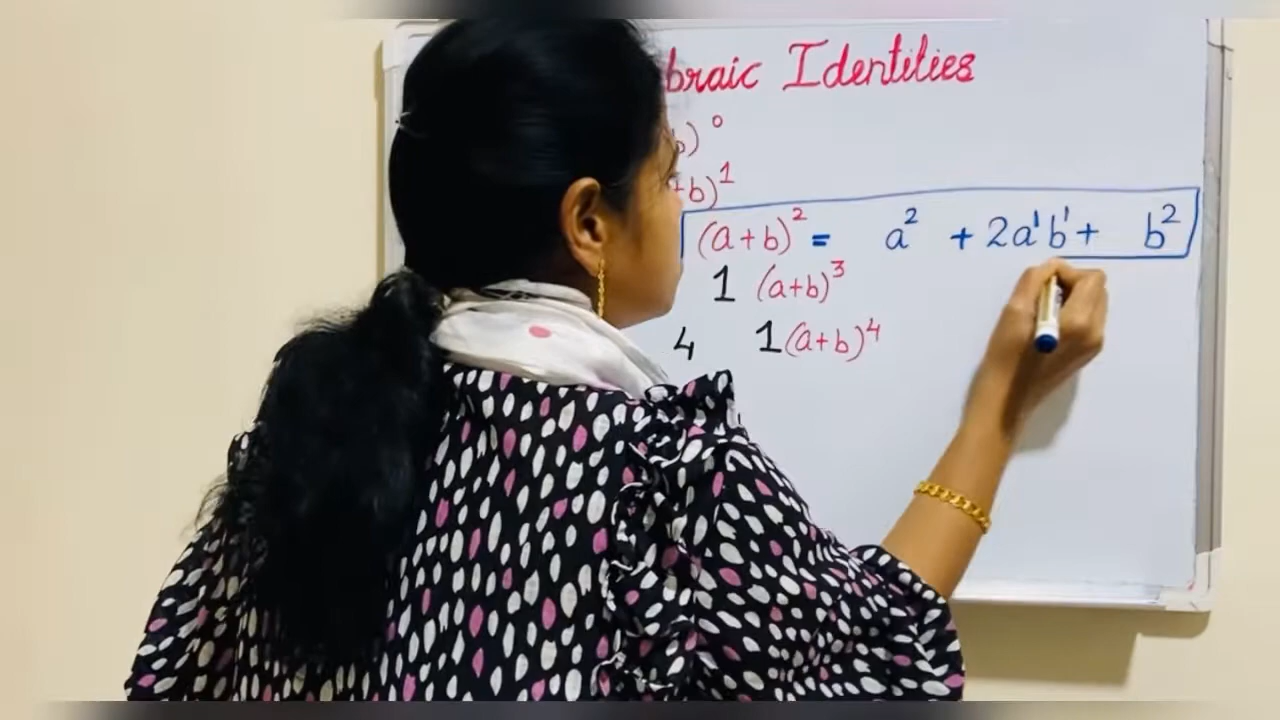 braic Identities
b)⁰
+b)¹
(a+b)² = a² + 2a¹b¹ + b²
1 (a+b)³
4 1(a+b)⁴